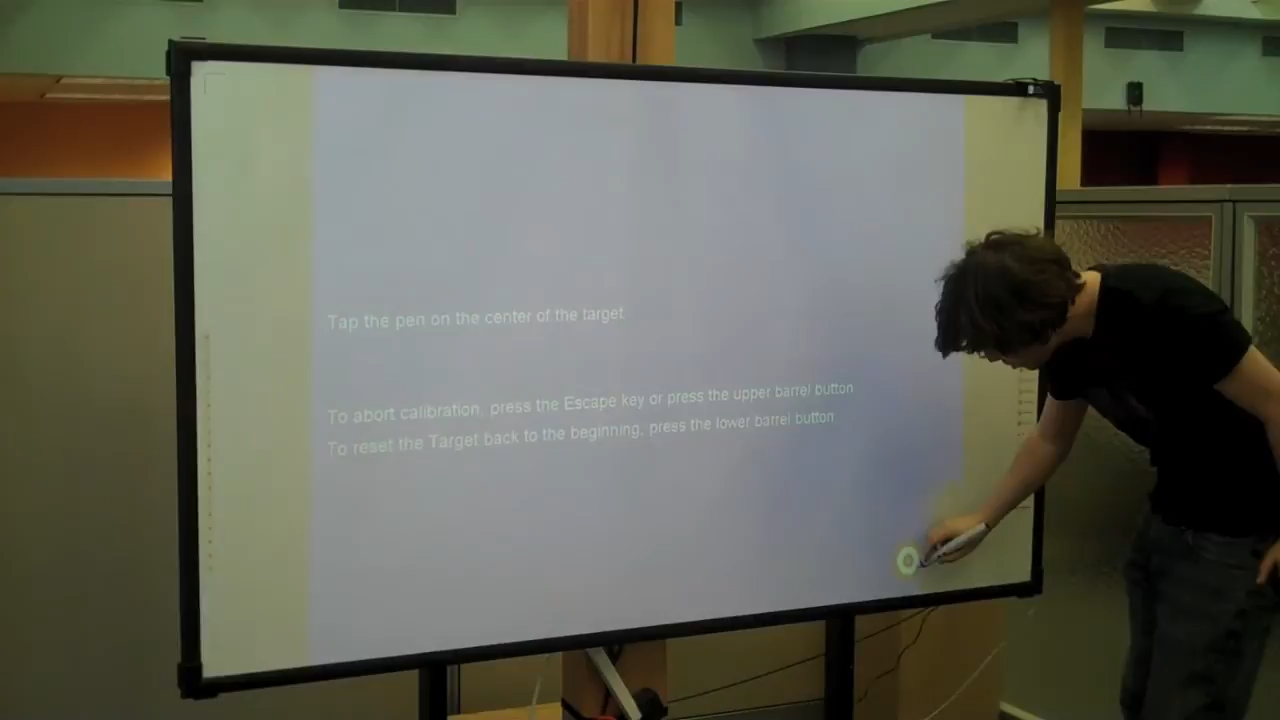 Tap the pen on the center of the target.
To abort calibration, press the Escape key or press the upper barrel button.
To reset the Target back to the beginning, press the lower barrel button.